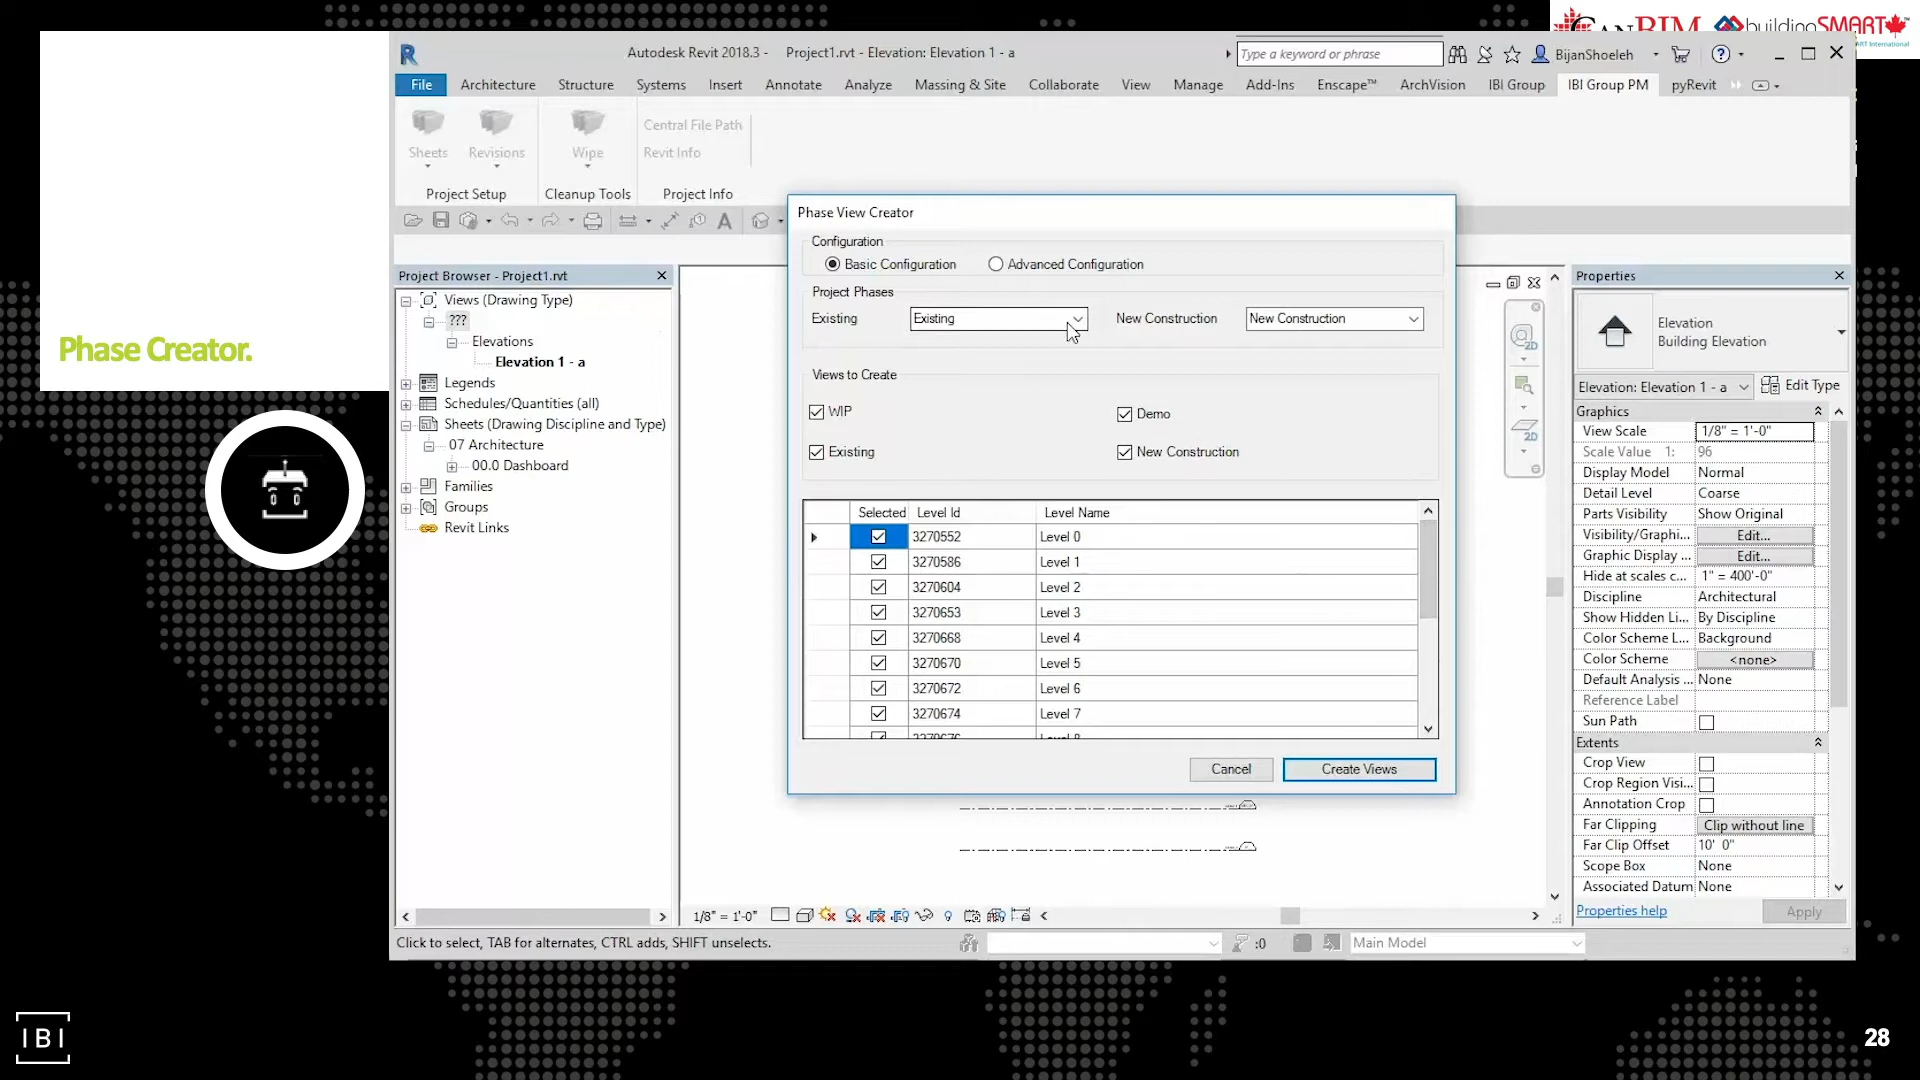 CanBIM buildingSMART
Autodesk Revit 2018.3 - Project1.rvt - Elevation: Elevation 1 - a
Type a keyword or phrase
BijanShoeleh
File Architecture Structure Systems Insert Annotate Analyze Massing & Site Collaborate View Manage Add-Ins Enscape™ ArchVision IBI Group IBI Group PM pyRevit
Sheets Revisions Wipe Central File Path
Revit Info
Project Setup Cleanup Tools Project Info
Phase Creator.
Project Browser - Project1.rvt
Views (Drawing Type)
???
Elevations
Elevation 1 - a
Legends
Schedules/Quantities (all)
Sheets (Drawing Discipline and Type)
07 Architecture
00.0 Dashboard
Families
Groups
Revit Links
Phase View Creator
Configuration
Basic Configuration Advanced Configuration
Project Phases
Existing Existing New Construction New Construction
Views to Create
WIP Demo
Existing New Construction
Selected Level Id Level Name
3270552 Level 0
3270586 Level 1
3270604 Level 2
3270653 Level 3
3270668 Level 4
3270670 Level 5
3270672 Level 6
3270674 Level 7
3270676 Level 8
Cancel Create Views
2D
2D
Properties
Elevation
Building Elevation
Elevation: Elevation 1 - a Edit Type
Graphics
View Scale 1/8" = 1'-0"
Scale Value 1: 96
Display Model Normal
Detail Level Coarse
Parts Visibility Show Original
Visibility/Graphi... Edit...
Graphic Display ... Edit...
Hide at scales c... 1" = 400'-0"
Discipline Architectural
Show Hidden Li... By Discipline
Color Scheme L... Background
Color Scheme <none>
Default Analysis ... None
Reference Label
Sun Path
Extents
Crop View
Crop Region Visi...
Annotation Crop
Far Clipping Clip without line
Far Clip Offset 10' 0"
Scope Box None
Associated Datum None
Properties help Apply
1/8" = 1'-0"
Click to select, TAB for alternates, CTRL adds, SHIFT unselects.
:0 Main Model
IBI
28